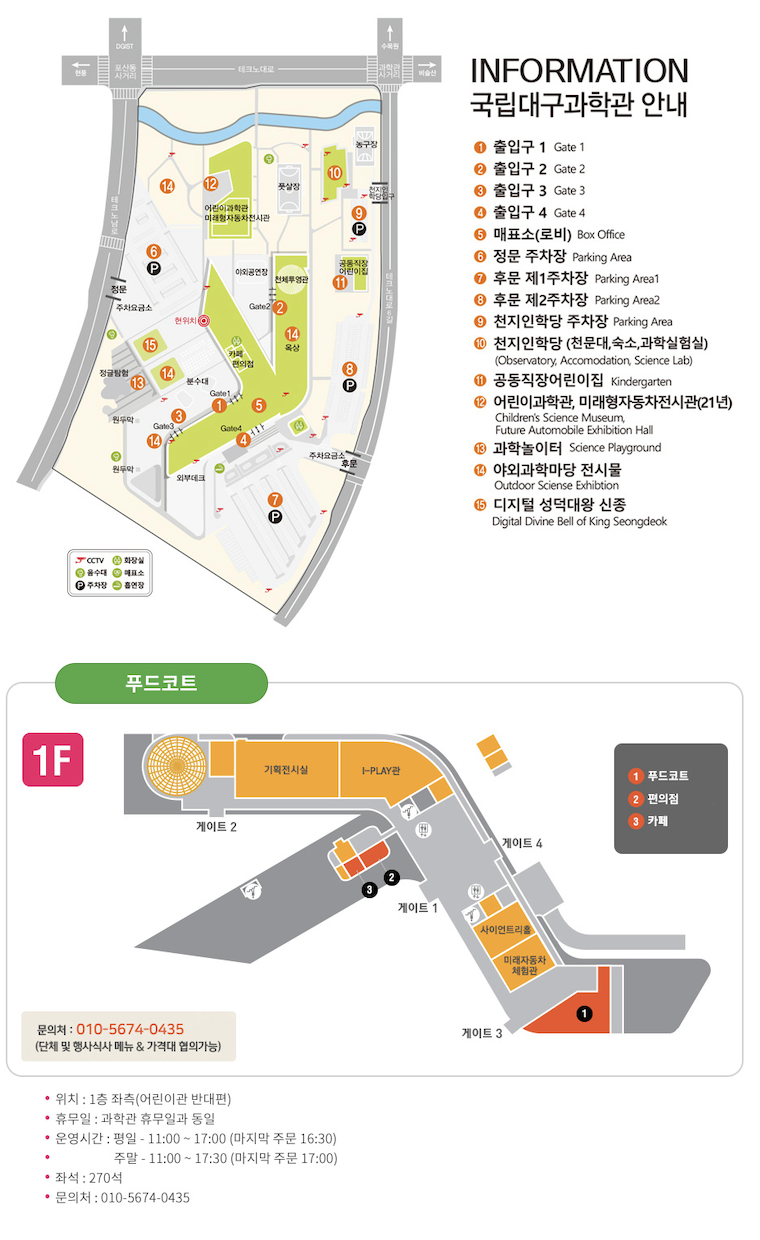 DGIST
수목원
현풍
포산동
사거리
테크노대로
과학관
사거리
비슬산
INFORMATION
국립대구과학관 안내
1 출입구 1 Gate 1
2 출입구 2 Gate 2
3 출입구 3 Gate 3
4 출입구 4 Gate 4
5 매표소(로비) Box Office
6 정문 주차장 Parking Area
7 후문 제1주차장 Parking Area1
8 후문 제2주차장 Parking Area2
9 천지인학당 주차장 Parking Area
10 천지인학당 (천문대,숙소,과학실험실)
(Observatory, Accomodation, Science Lab)
11 공동직장어린이집 Kindergarten
12 어린이과학관, 미래형자동차전시관(21년)
Children's Science Museum,
Future Automobile Exhibition Hall
13 과학놀이터 Science Playground
14 야외과학마당 전시물
Outdoor Sciense Exhbition
15 디지털 성덕대왕 신종
Digital Divine Bell of King Seongdeok
농구장
14
12
풋살장
10
천지인
학당입구
어린이과학관
미래형자동차전시관
9
P
테크노남로
6
P
정문
주차요금소
야외공연장
천체투영관
공동직장
어린이집
11
테크노대로6길
Gate2
2
현위치
14
옥상
15
카페
편의점
8
P
정글탐험
13
14
분수대
Gate1
1
5
원두막
3
Gate3
14
Gate4
4
주차요금소
후문
원두막
외부데크
7
P
CCTV
화장실
음수대
매표소
P 주차장
흡연장
푸드코트
1F
기획전시실
I-PLAY관
1 푸드코트
2 편의점
3 카페
게이트 2
게이트 4
2
3
게이트 1
사이언트리홀
미래자동차
체험관
1
게이트 3
문의처 : 010-5674-0435
(단체 및 행사식사 메뉴 & 가격대 협의가능)
• 위치 : 1층 좌측(어린이관 반대편)
• 휴무일 : 과학관 휴무일과 동일
• 운영시간 : 평일 - 11:00 ~ 17:00 (마지막 주문 16:30)
• 주말 - 11:00 ~ 17:30 (마지막 주문 17:00)
• 좌석 : 270석
• 문의처 : 010-5674-0435